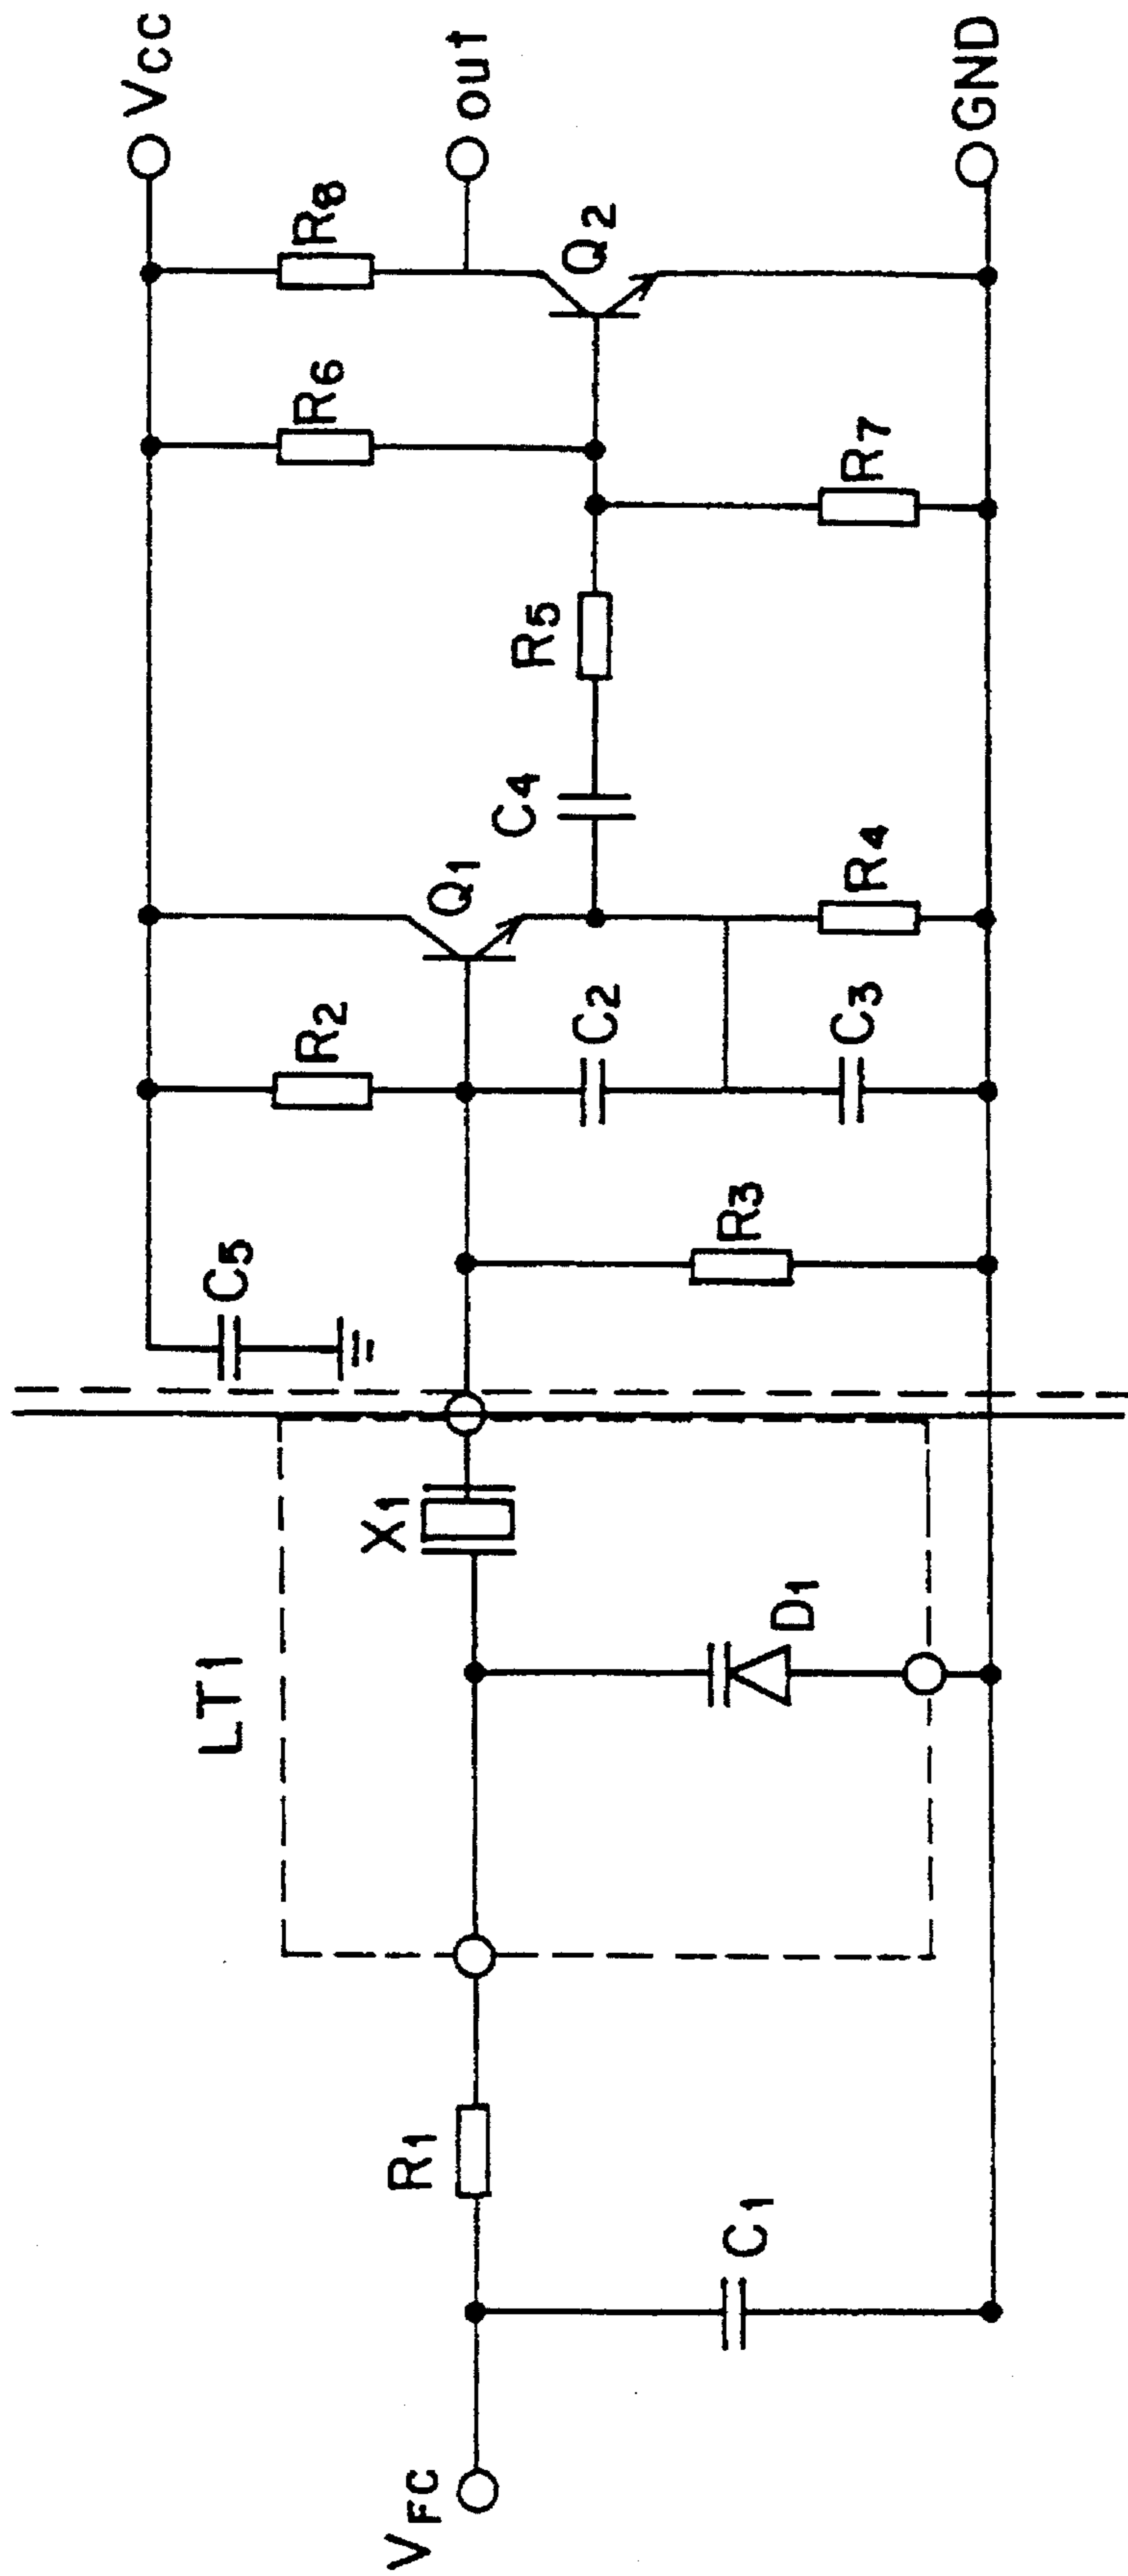 VFC
R1
C1
LT1
X1
D1
C5
R3
R2
C2
C3
Q1
R4
C4
R5
R6
R7
R8
Q2
Vcc
out
GND